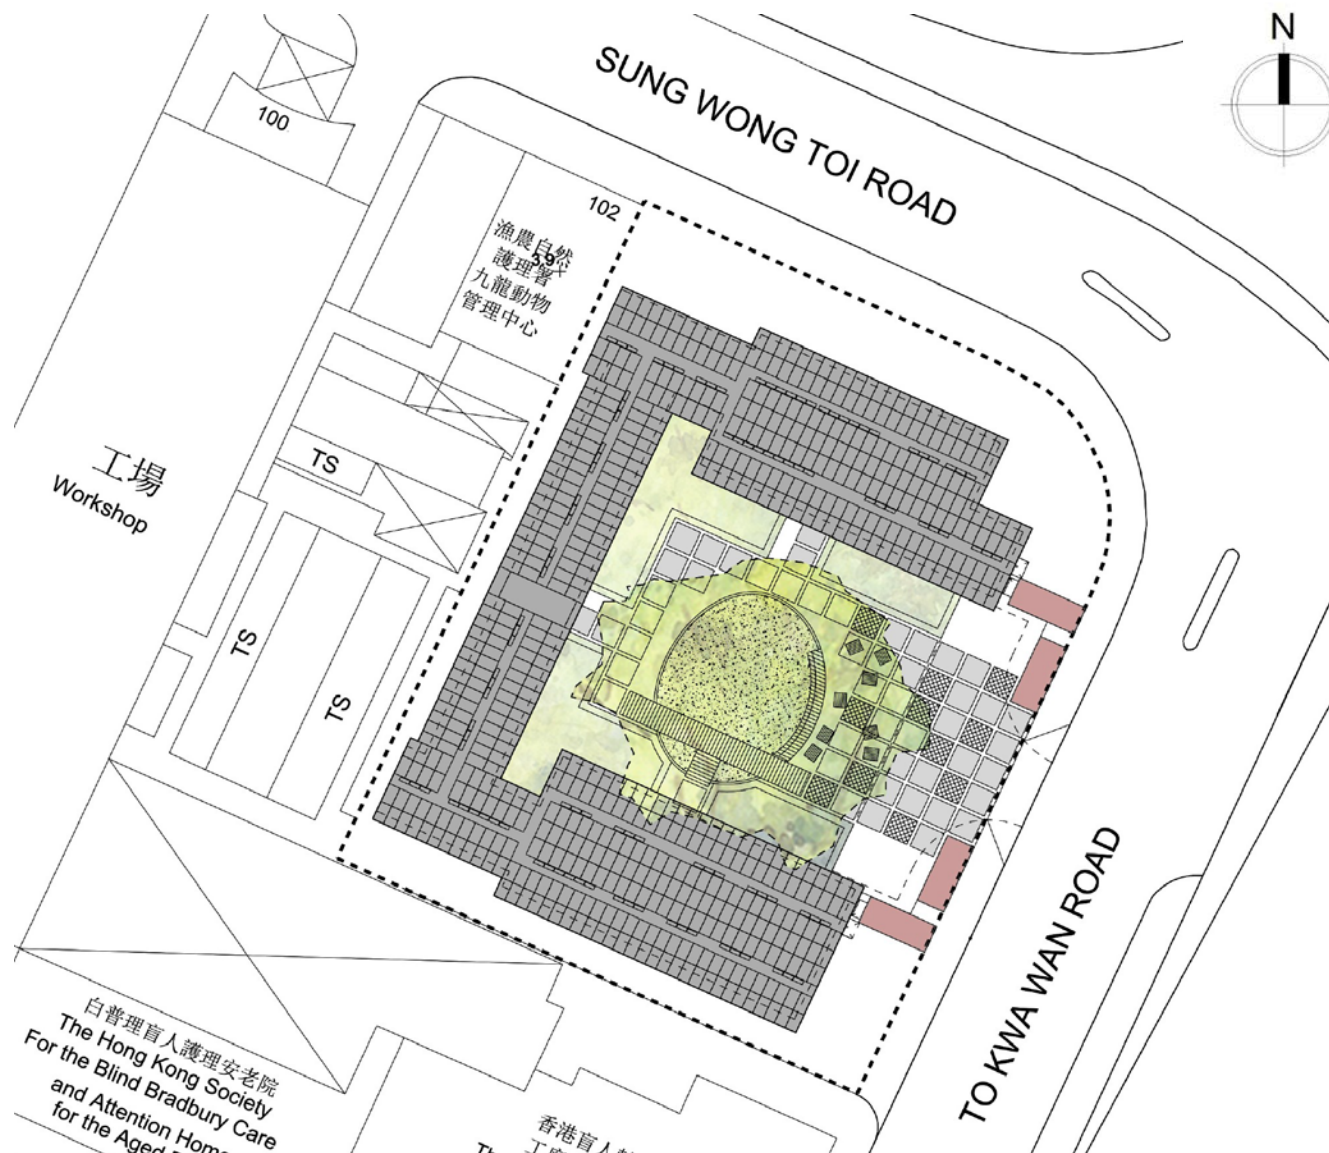 N
SUNG WONG TOI ROAD
100
102
漁農自然
護理署
九龍動物
管理中心
3.9
工場
Workshop
TS
TS
TS
TO KWA WAN ROAD
白普理盲人護理安老院
The Hong Kong Society
For the Blind Bradbury Care
and Attention Home
for the Aged
香港盲人